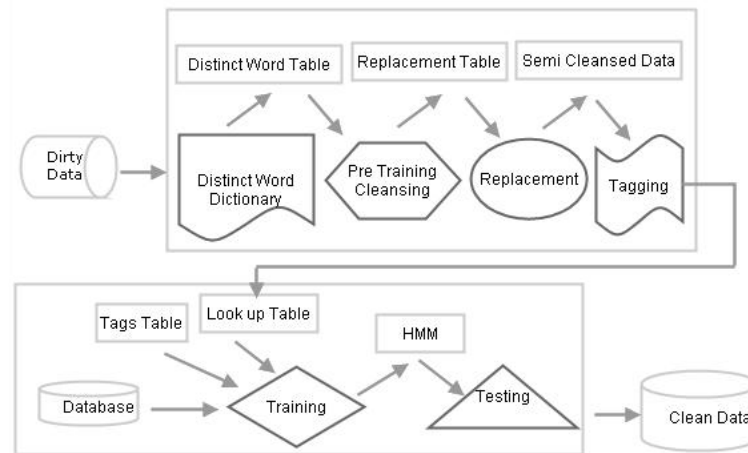 Distinct Word Table
Replacement Table
Semi Cleansed Data
Dirty
Data
Distinct Word
Dictionary
Pre Training
Cleansing
Replacement
Tagging
Tags Table
Look up Table
HMM
Database
Training
Testing
Clean Data